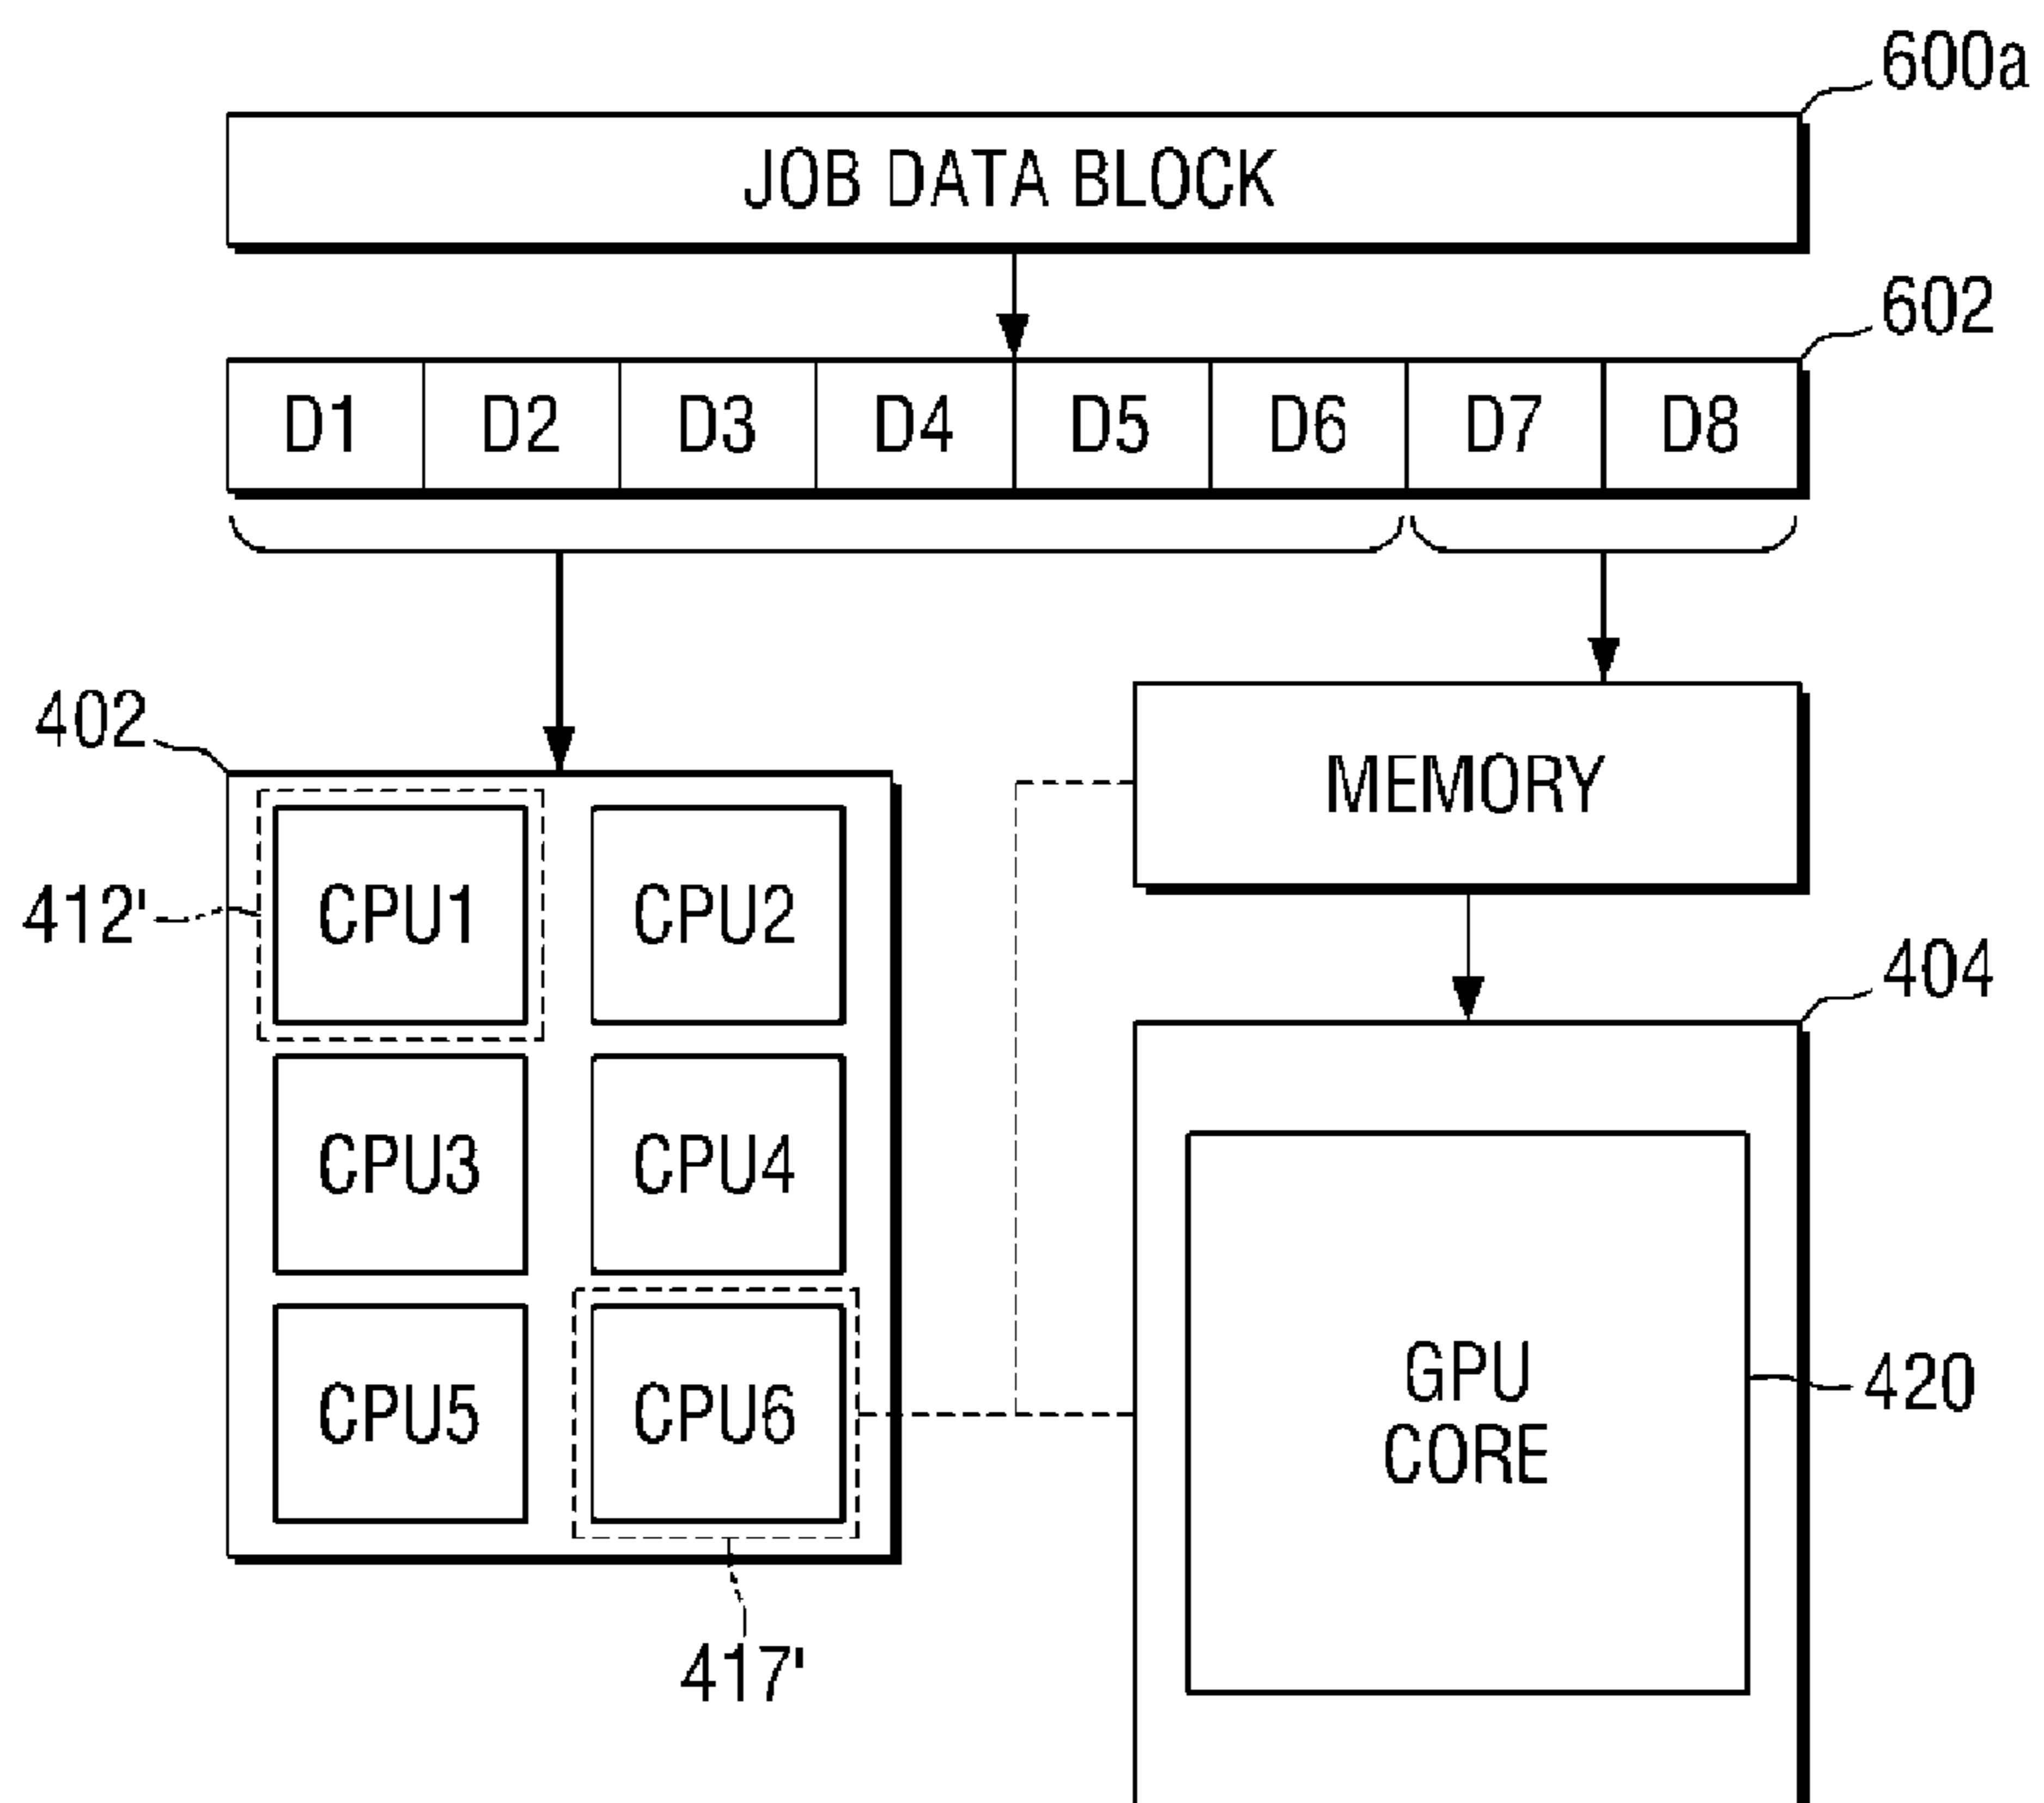 600a
JOB DATA BLOCK
602
D1 D2 D3 D4 D5 D6 D7 D8
402
MEMORY
412'
CPU1 CPU2
404
CPU3 CPU4
GPU
CORE
420
CPU5 CPU6
417'